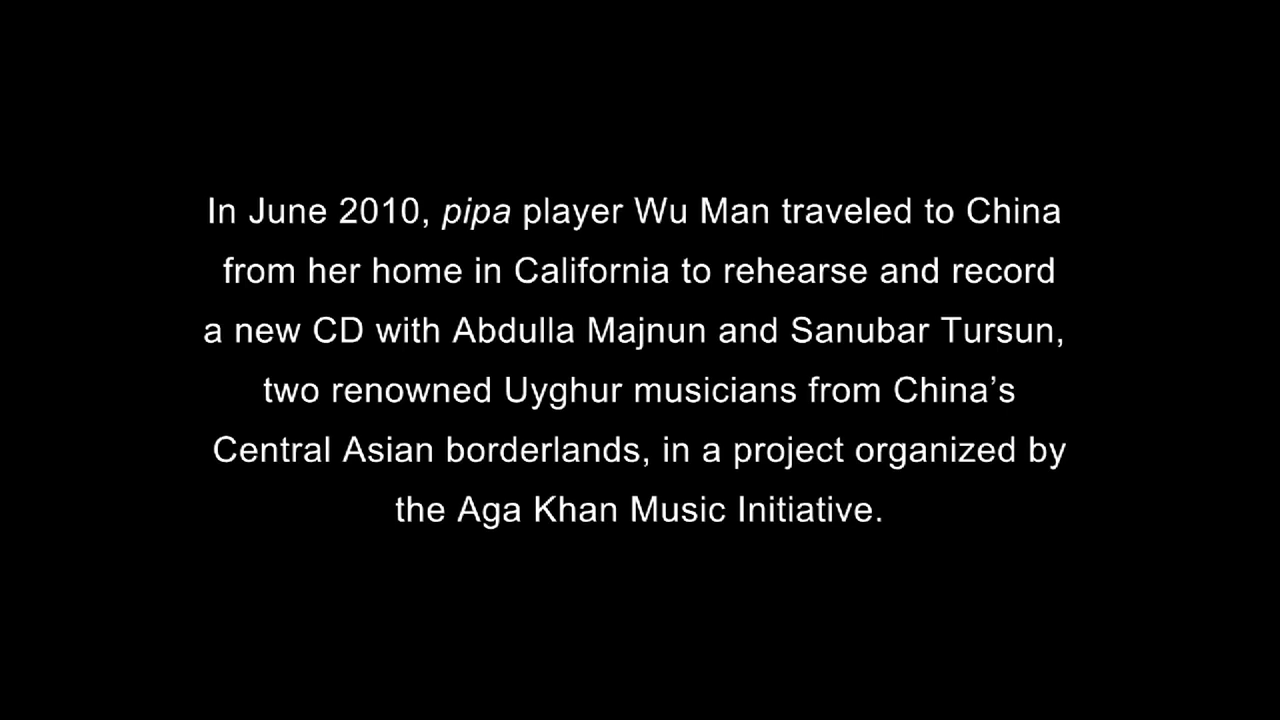 In June 2010, pipa player Wu Man traveled to China
from her home in California to rehearse and record
a new CD with Abdulla Majnun and Sanubar Tursun,
two renowned Uyghur musicians from China’s
Central Asian borderlands, in a project organized by
the Aga Khan Music Initiative.